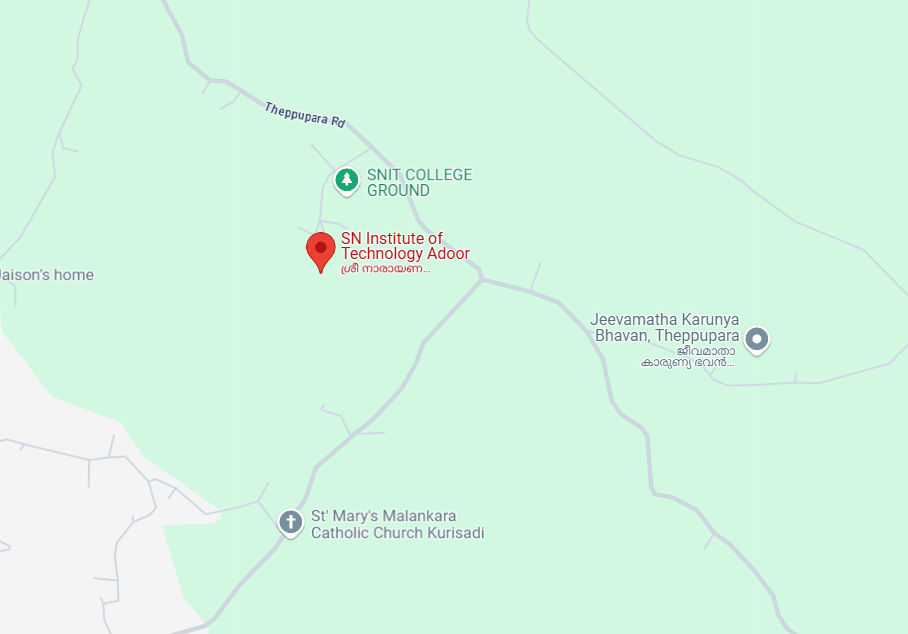 Theppupara Rd
SNIT COLLEGE
GROUND
SN Institute of
Technology Adoor
ശ്രീ നാരായണ...
Jaison's home
Jeevamatha Karunya
Bhavan, Theppupara
ജീവമാതാ
കാരുണ്യ ഭവൻ...
St' Mary's Malankara
Catholic Church Kurisadi